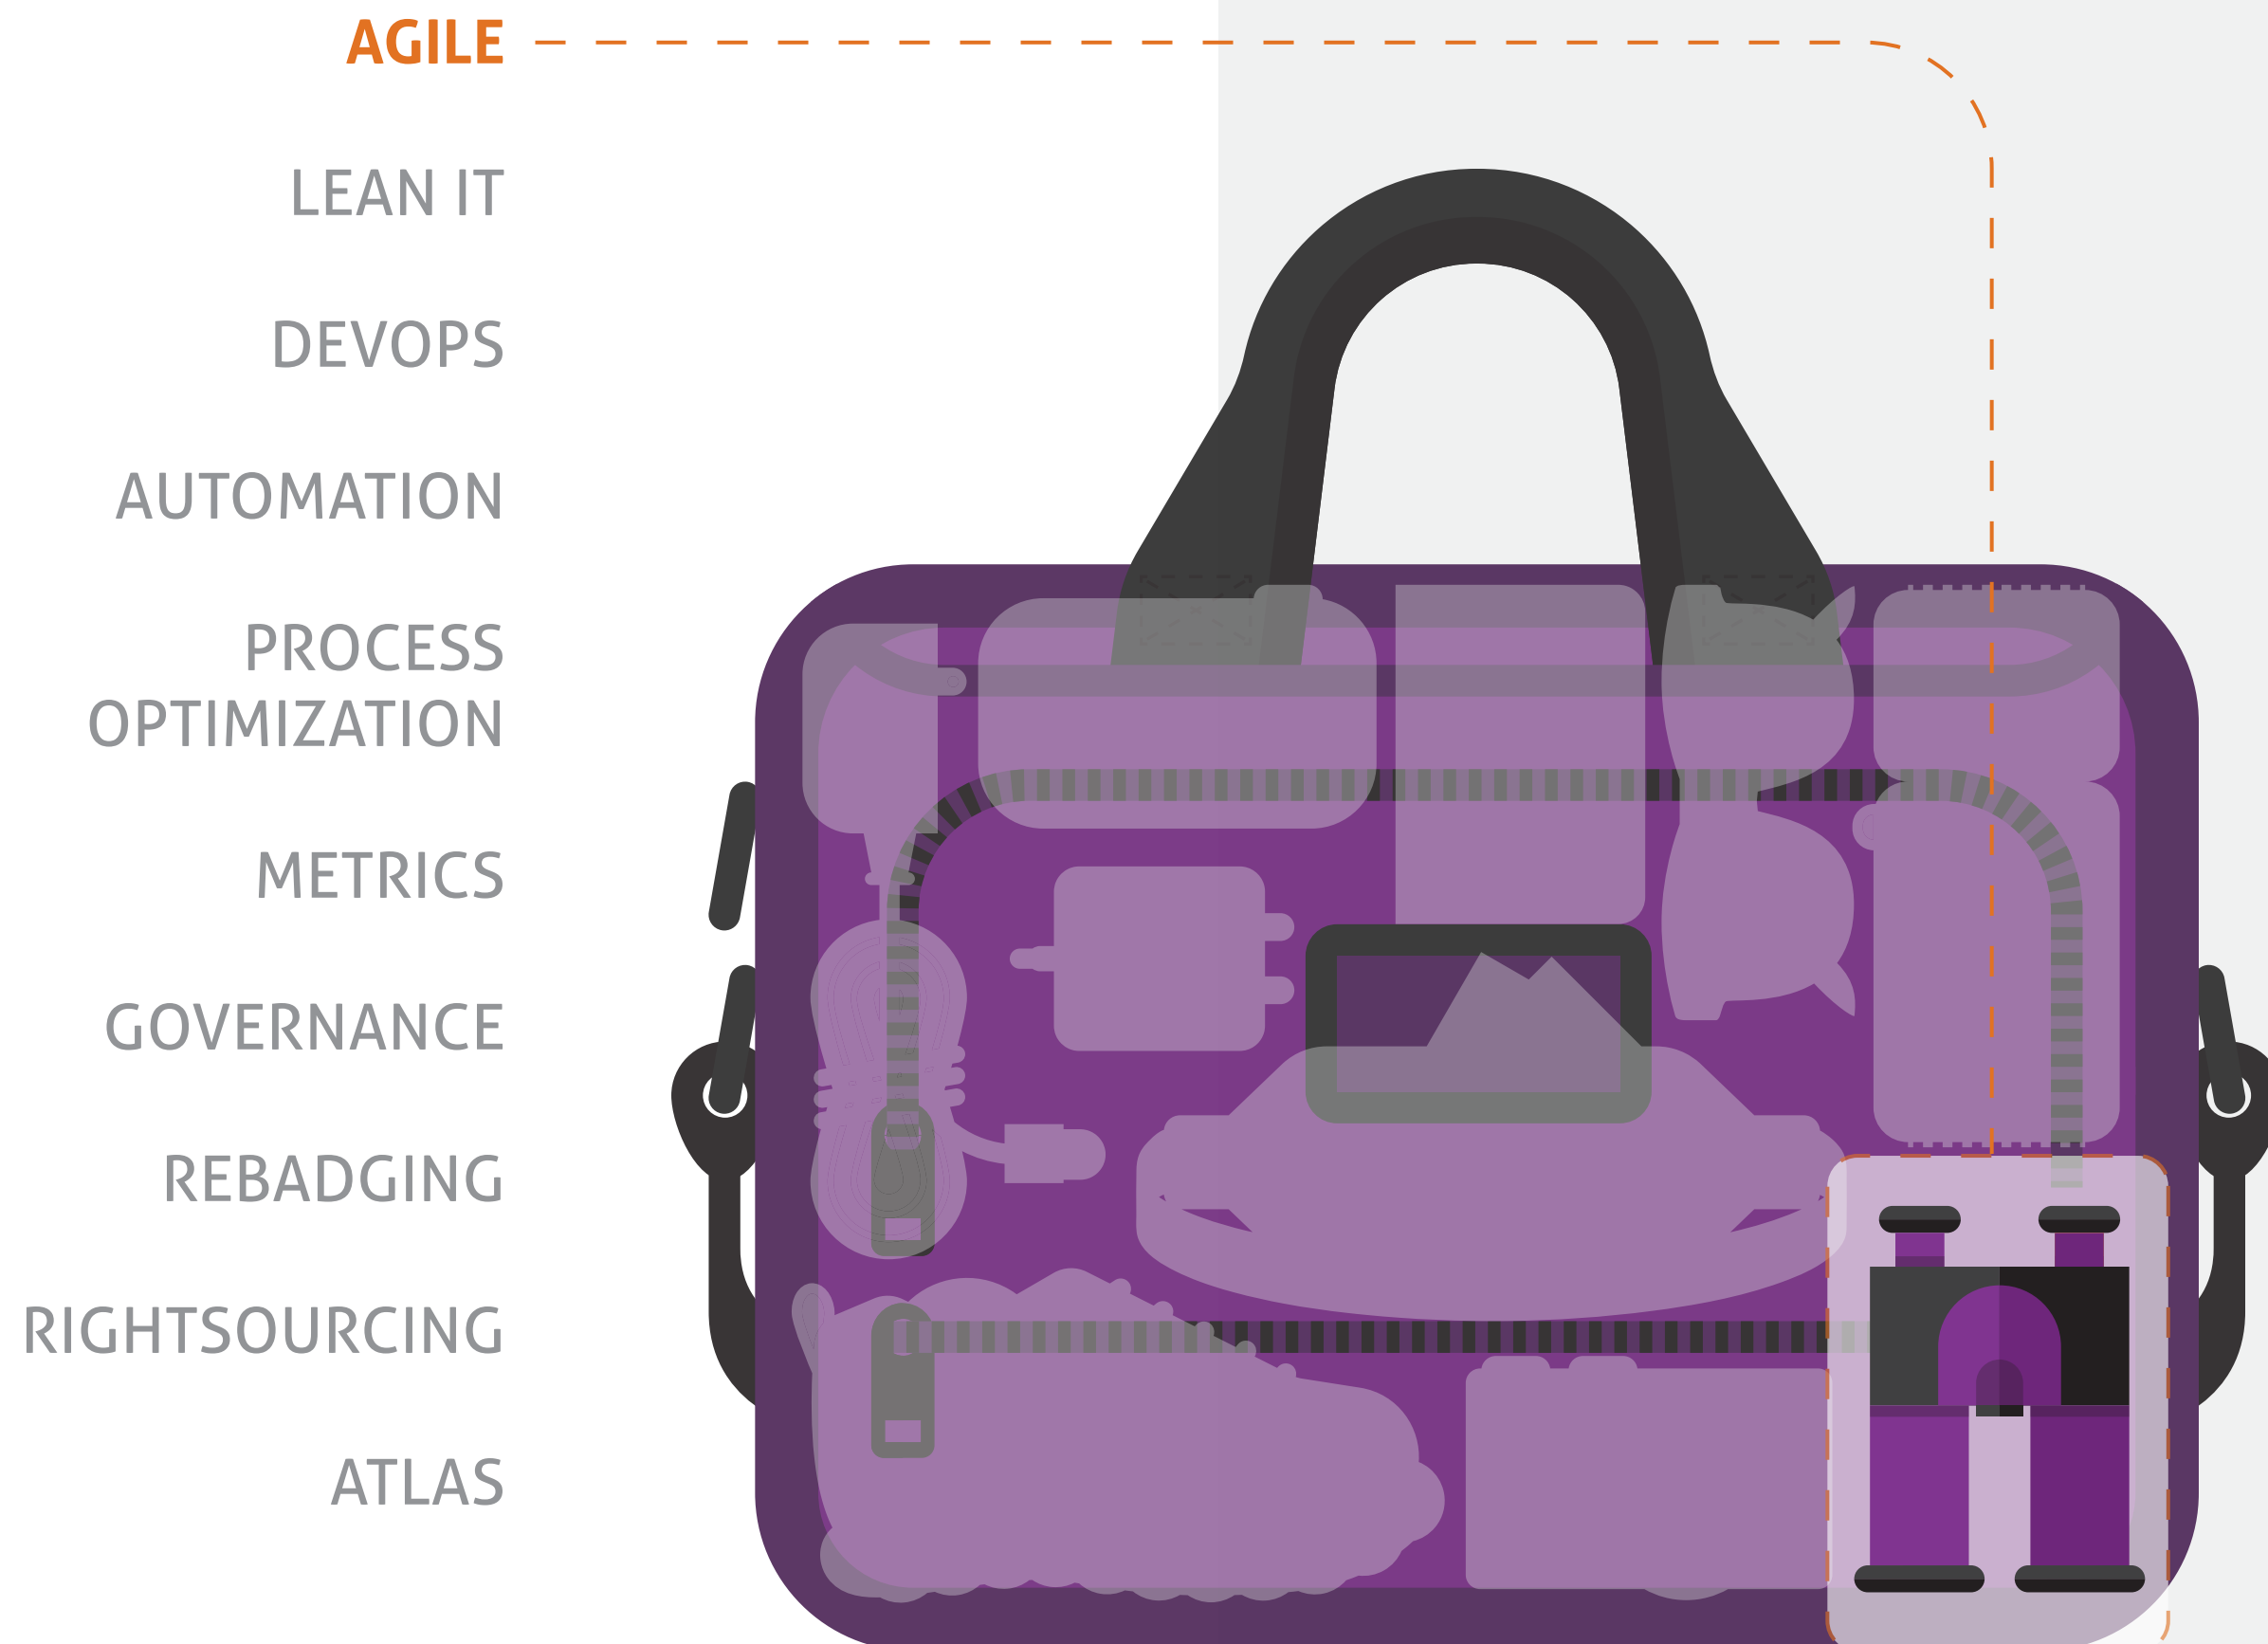 AGILE
LEAN IT
DEVOPS
AUTOMATION
PROCESS
OPTIMIZATION
METRICS
GOVERNANCE
REBADGING
RIGHTSOURCING
ATLAS